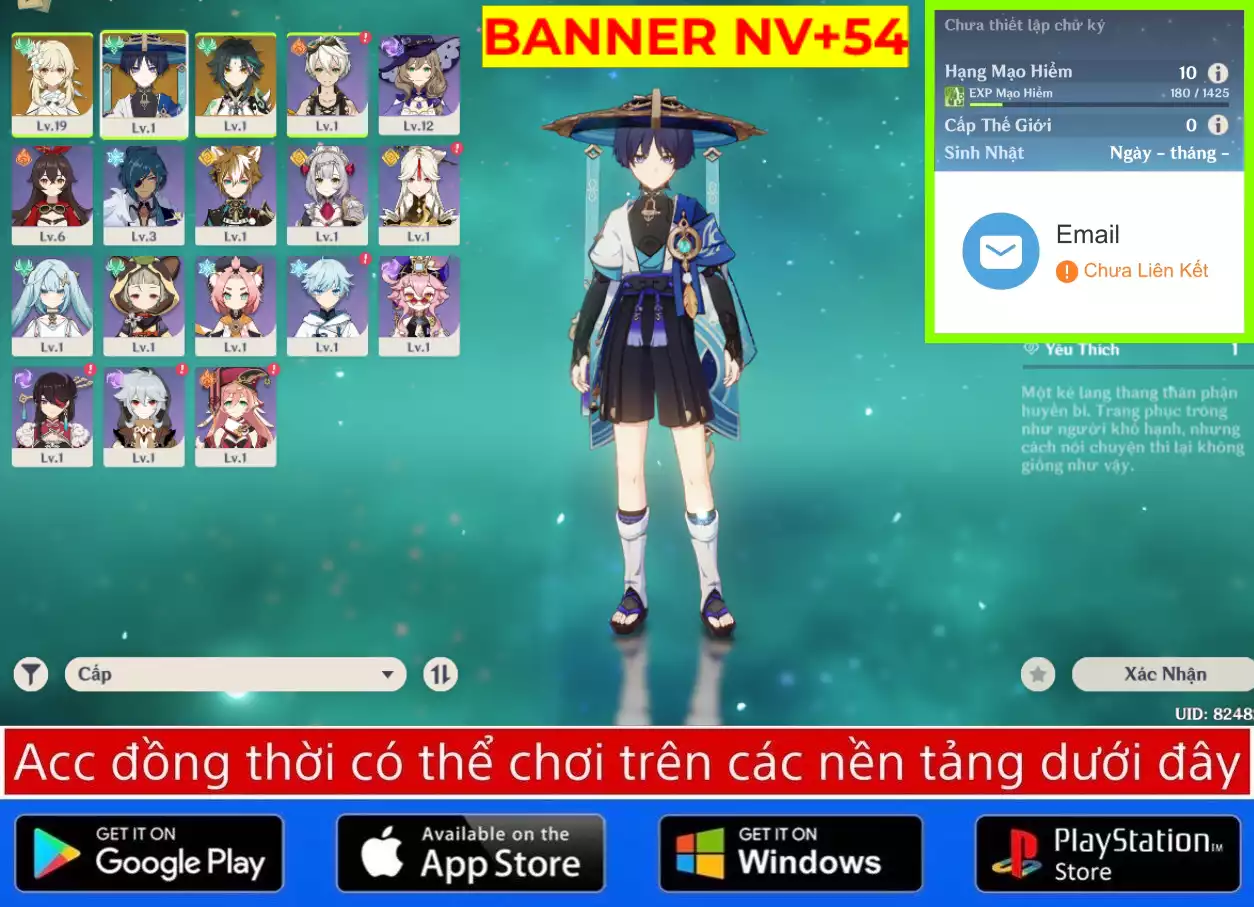 BANNER NV+54
Chưa thiết lập chữ ký
Hạng Mạo Hiểm 10
EXP Mạo Hiểm 180 / 1425
Cấp Thế Giới 0
Sinh Nhật Ngày - tháng -
Email
Chưa Liên Kết
Yêu Thích 1
Một kẻ lang thang thân phận
huyền bí. Trang phục trông
như người khổ hạnh, nhưng
cách nói chuyện thì lại không
giống như vậy.
Lv.19 Lv.1 Lv.1 Lv.1 Lv.12
Lv.6 Lv.3 Lv.1 Lv.1 Lv.1
Lv.1 Lv.1 Lv.1 Lv.1 Lv.1
Lv.1 Lv.1 Lv.1
Cấp
Xác Nhận
UID: 8248
Acc đồng thời có thể chơi trên các nền tảng dưới đây
GET IT ON
Google Play
Available on the
App Store
GET IT ON
Windows
PlayStation™
Store